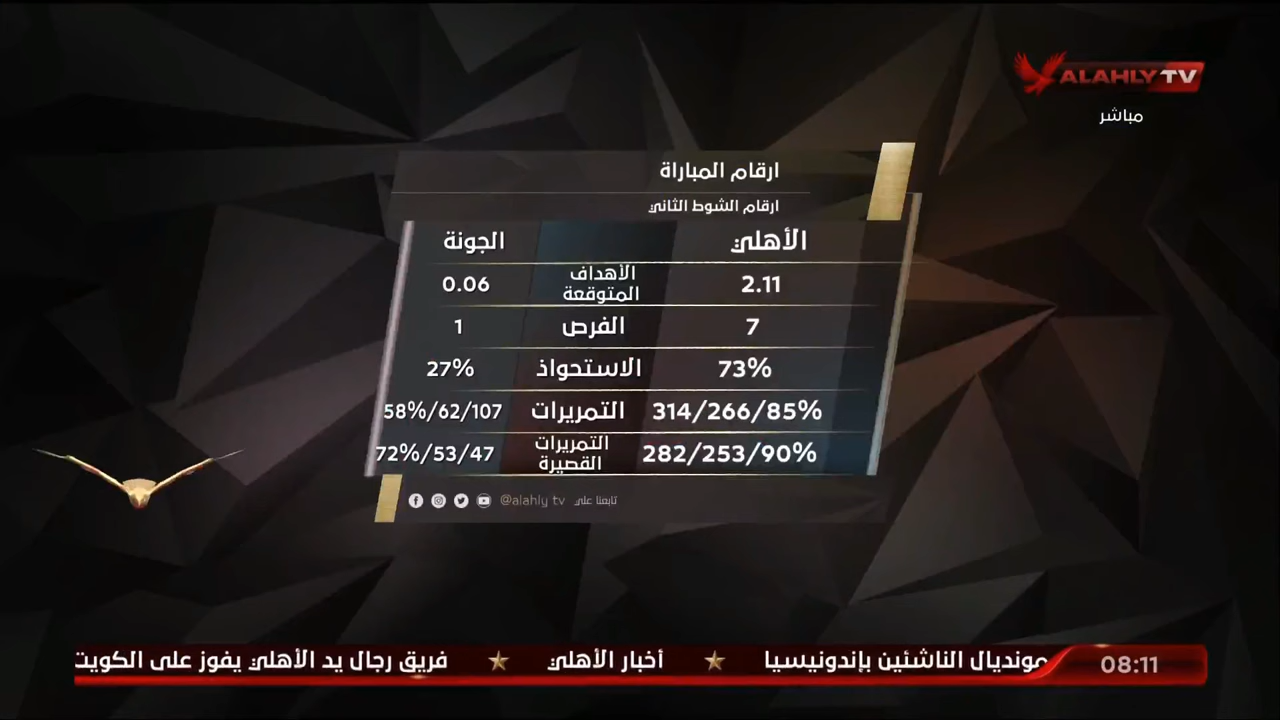 ALAHLY TV
مباشر
ارقام المباراة
ارقام الشوط الثاني
الأهلي الجونة
2.11 الأهداف المتوقعة 0.06
7 الفرص 1
73% الاستحواذ 27%
314/266/85% التمريرات 58%/62/107
282/253/90% التمريرات القصيرة 72%/53/47
تابعنا علي @alahly tv
08:11 مونديال الناشئين بإندونيسيا أخبار الأهلي فريق رجال يد الأهلي يفوز على الكويت